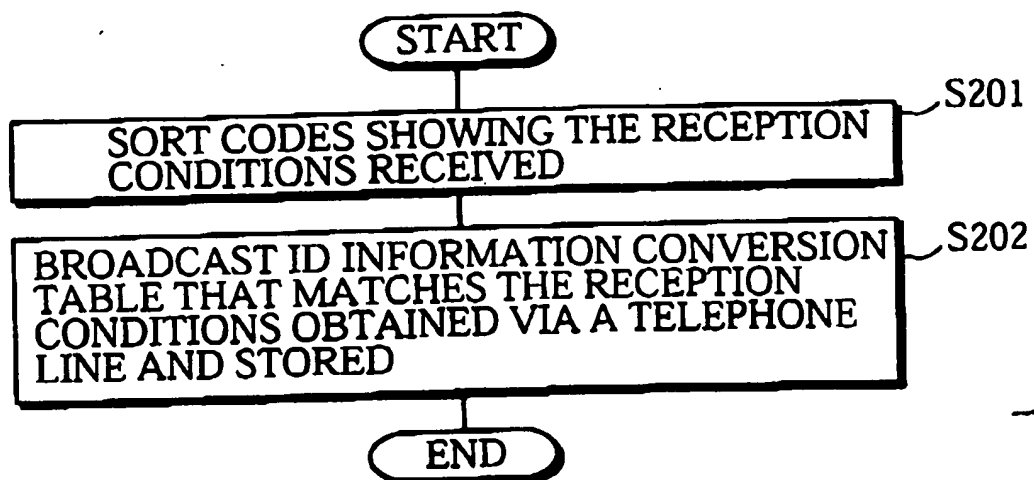 START
S201
SORT CODES SHOWING THE RECEPTION
CONDITIONS RECEIVED
S202
BROADCAST ID INFORMATION CONVERSION
TABLE THAT MATCHES THE RECEPTION
CONDITIONS OBTAINED VIA A TELEPHONE
LINE AND STORED
END